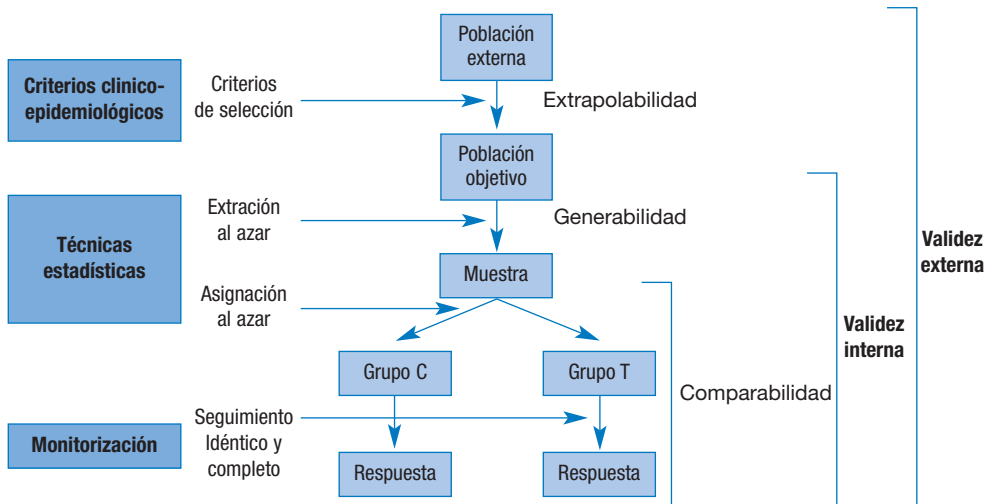 Población
externa
Criterios clinico-
epidemiológicos
Criterios
de selección
Extrapolabilidad
Población
objetivo
Extración
al azar
Generabilidad
Técnicas
estadísticas
Validez
externa
Muestra
Asignación
al azar
Validez
interna
Grupo C
Grupo T
Comparabilidad
Seguimiento
Idéntico y
completo
Monitorización
Respuesta
Respuesta